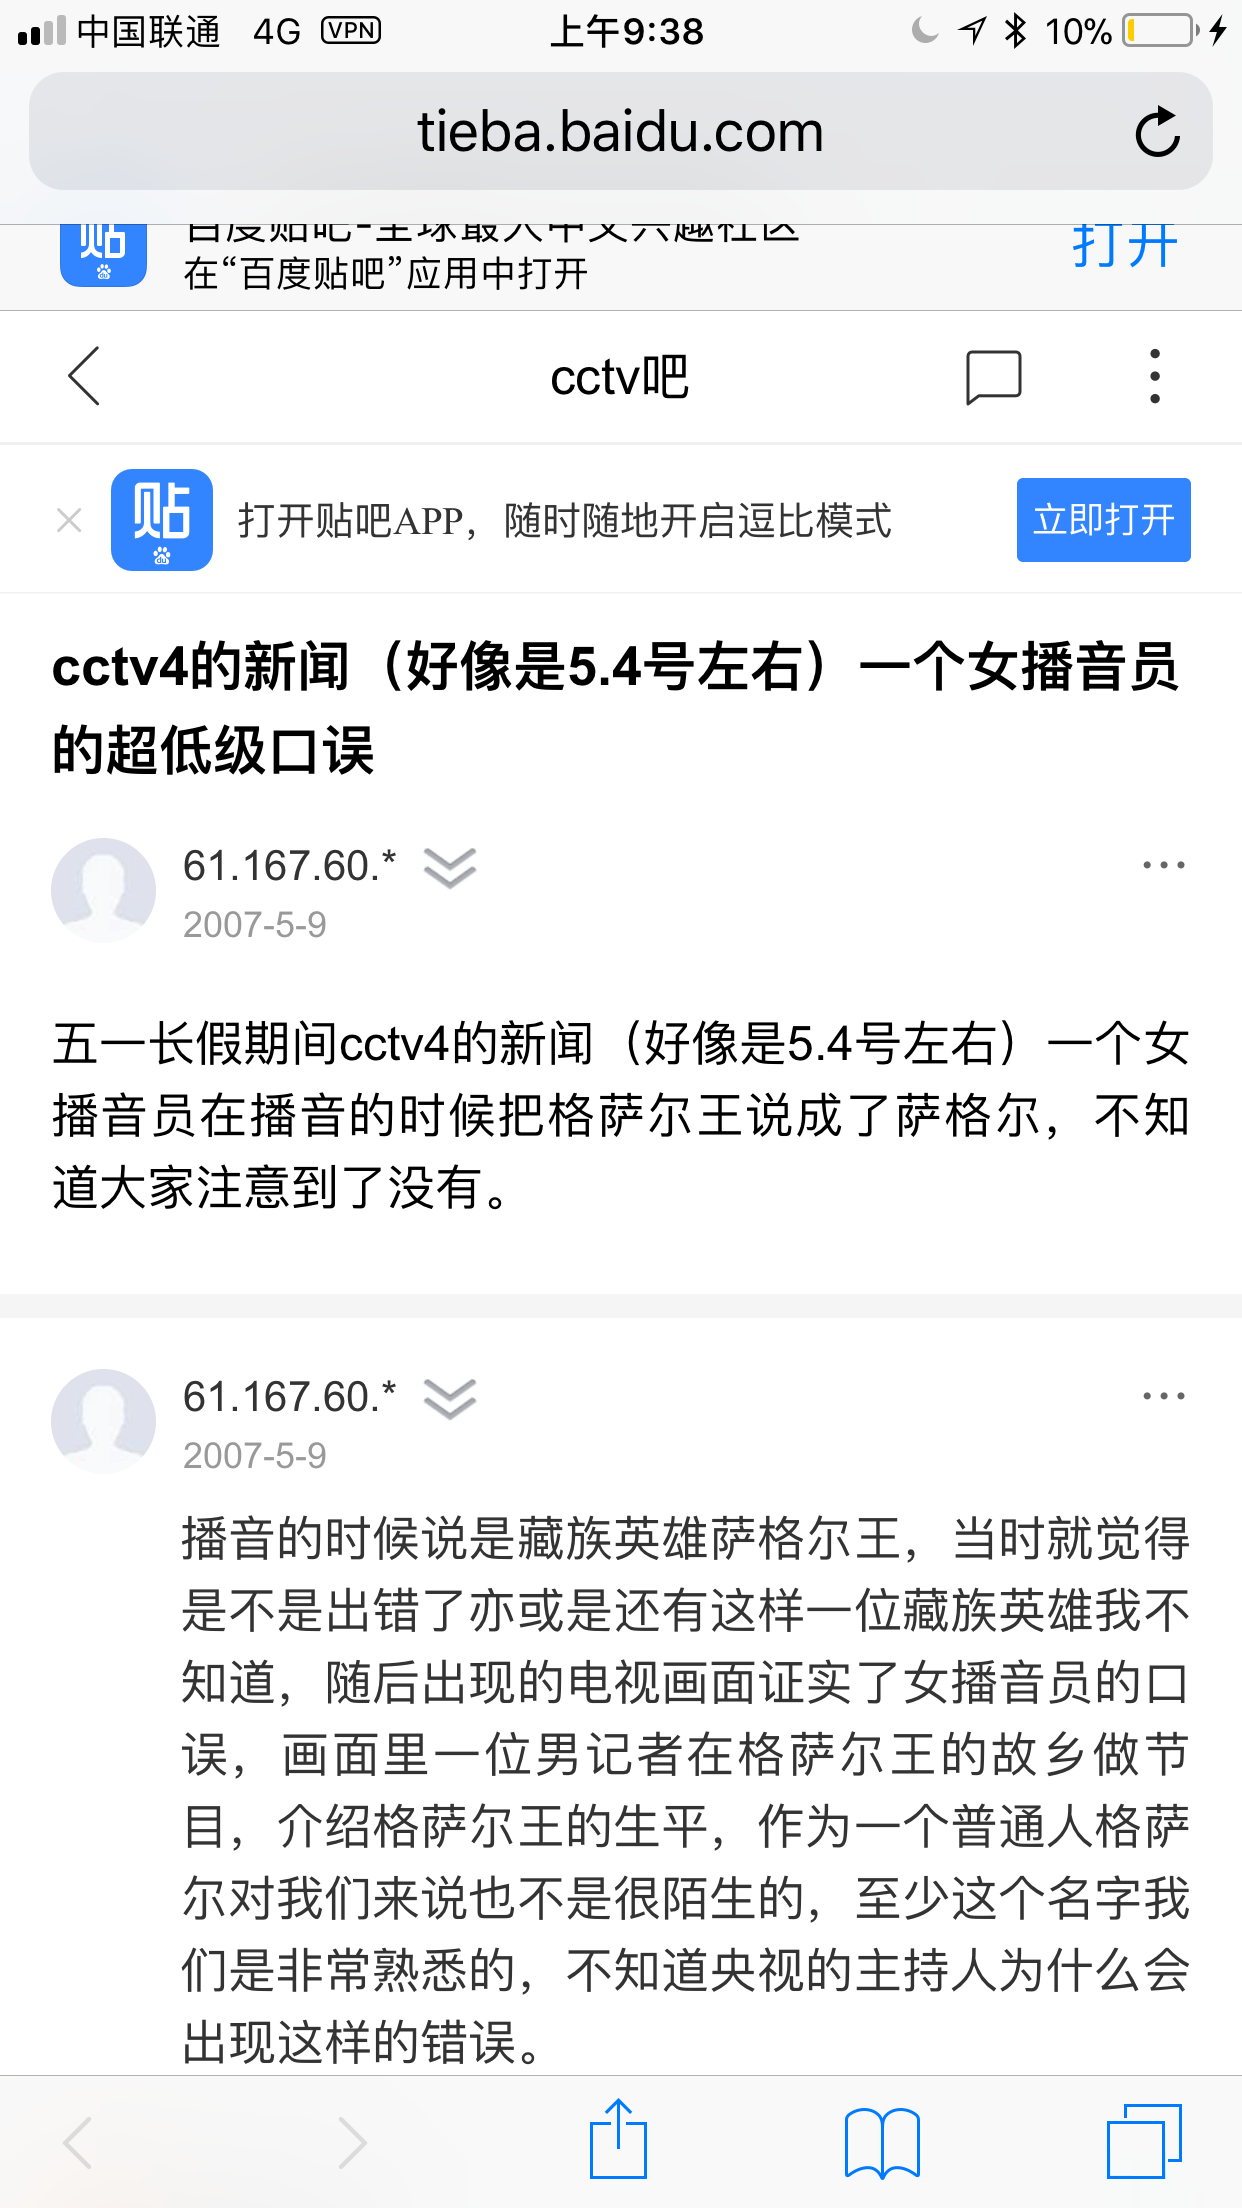 中国联通 4G VPN 上午9:38 10%
tieba.baidu.com
贴 百度贴吧-全球最大中文兴趣社区
在“百度贴吧”应用中打开 打开
cctv吧
贴 du 打开贴吧APP，随时随地开启逗比模式 立即打开
cctv4的新闻（好像是5.4号左右）一个女播音员
的超低级口误
61.167.60.*
2007-5-9
五一长假期间cctv4的新闻（好像是5.4号左右）一个女
播音员在播音的时候把格萨尔王说成了萨格尔，不知
道大家注意到了没有。
61.167.60.*
2007-5-9
播音的时候说是藏族英雄萨格尔王，当时就觉得
是不是出错了亦或是还有这样一位藏族英雄我不
知道，随后出现的电视画面证实了女播音员的口
误，画面里一位男记者在格萨尔王的故乡做节
目，介绍格萨尔王的生平，作为一个普通人格萨
尔对我们来说也不是很陌生的，至少这个名字我
们是非常熟悉的，不知道央视的主持人为什么会
出现这样的错误。